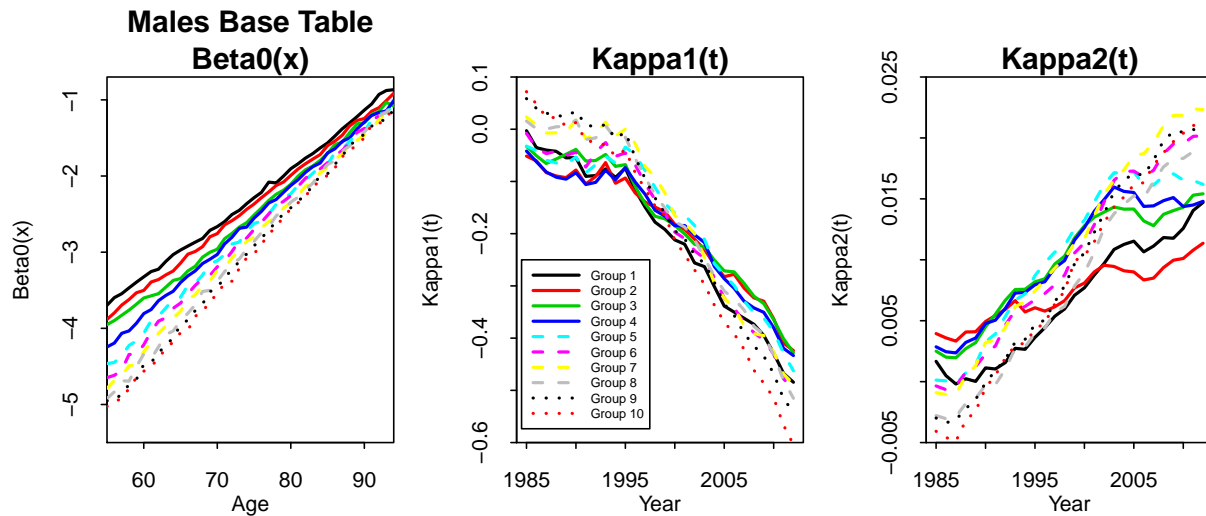 Males Base Table
Beta0(x)
Kappa1(t)
Kappa2(t)
Beta0(x)
−1
−2
−3
−4
−5
60
70
80
90
Age
Kappa1(t)
0.1
0.0
−0.2
−0.4
−0.6
Group 1
Group 2
Group 3
Group 4
Group 5
Group 6
Group 7
Group 8
Group 9
Group 10
1985
1995
2005
Year
Kappa2(t)
0.025
0.015
0.005
−0.005
1985
1995
2005
Year